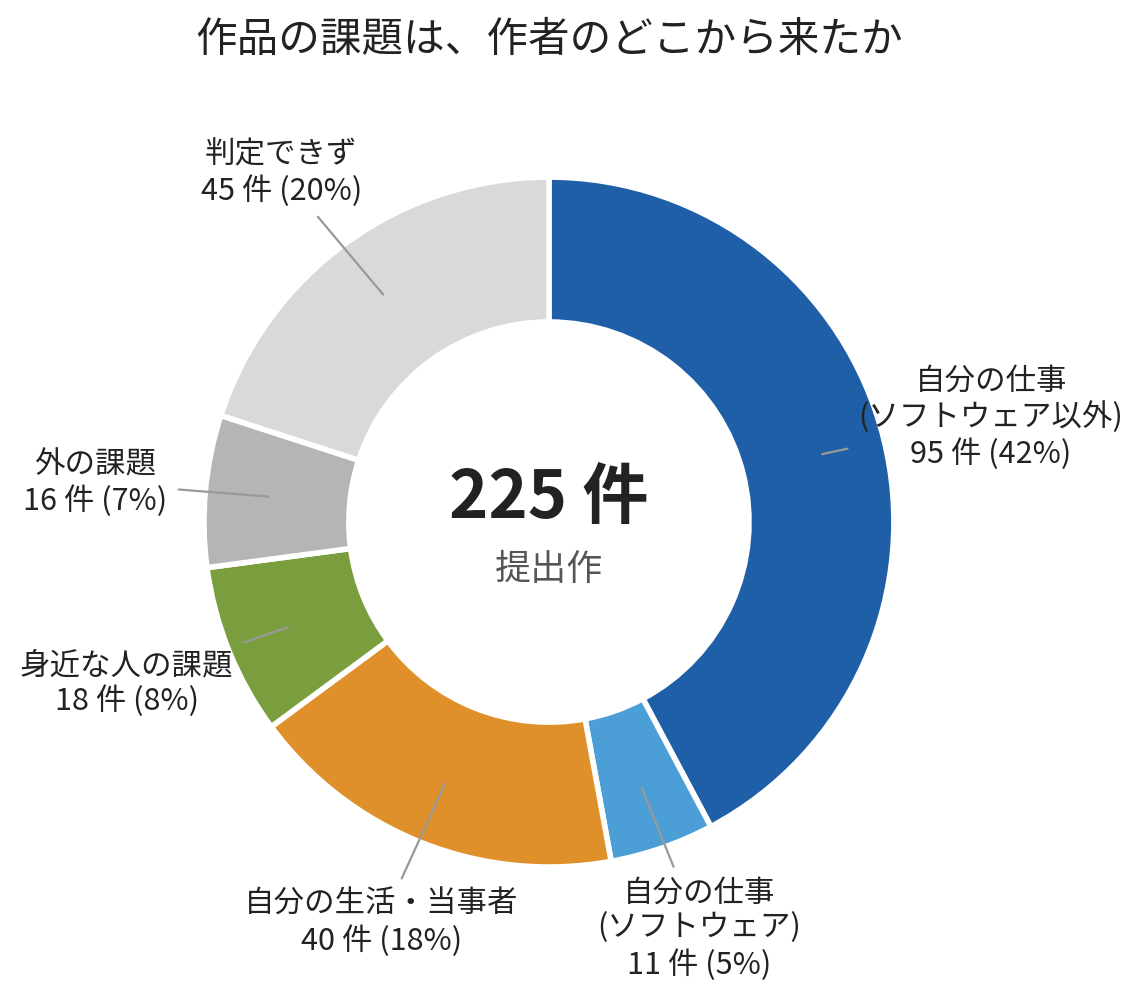 作品の課題は、作者のどこから来たか
判定できず
45 件 (20%)
自分の仕事
(ソフトウェア以外)
95 件 (42%)
外の課題
16 件 (7%)
225 件
提出作
身近な人の課題
18 件 (8%)
自分の生活・当事者
40 件 (18%)
自分の仕事
(ソフトウェア)
11 件 (5%)